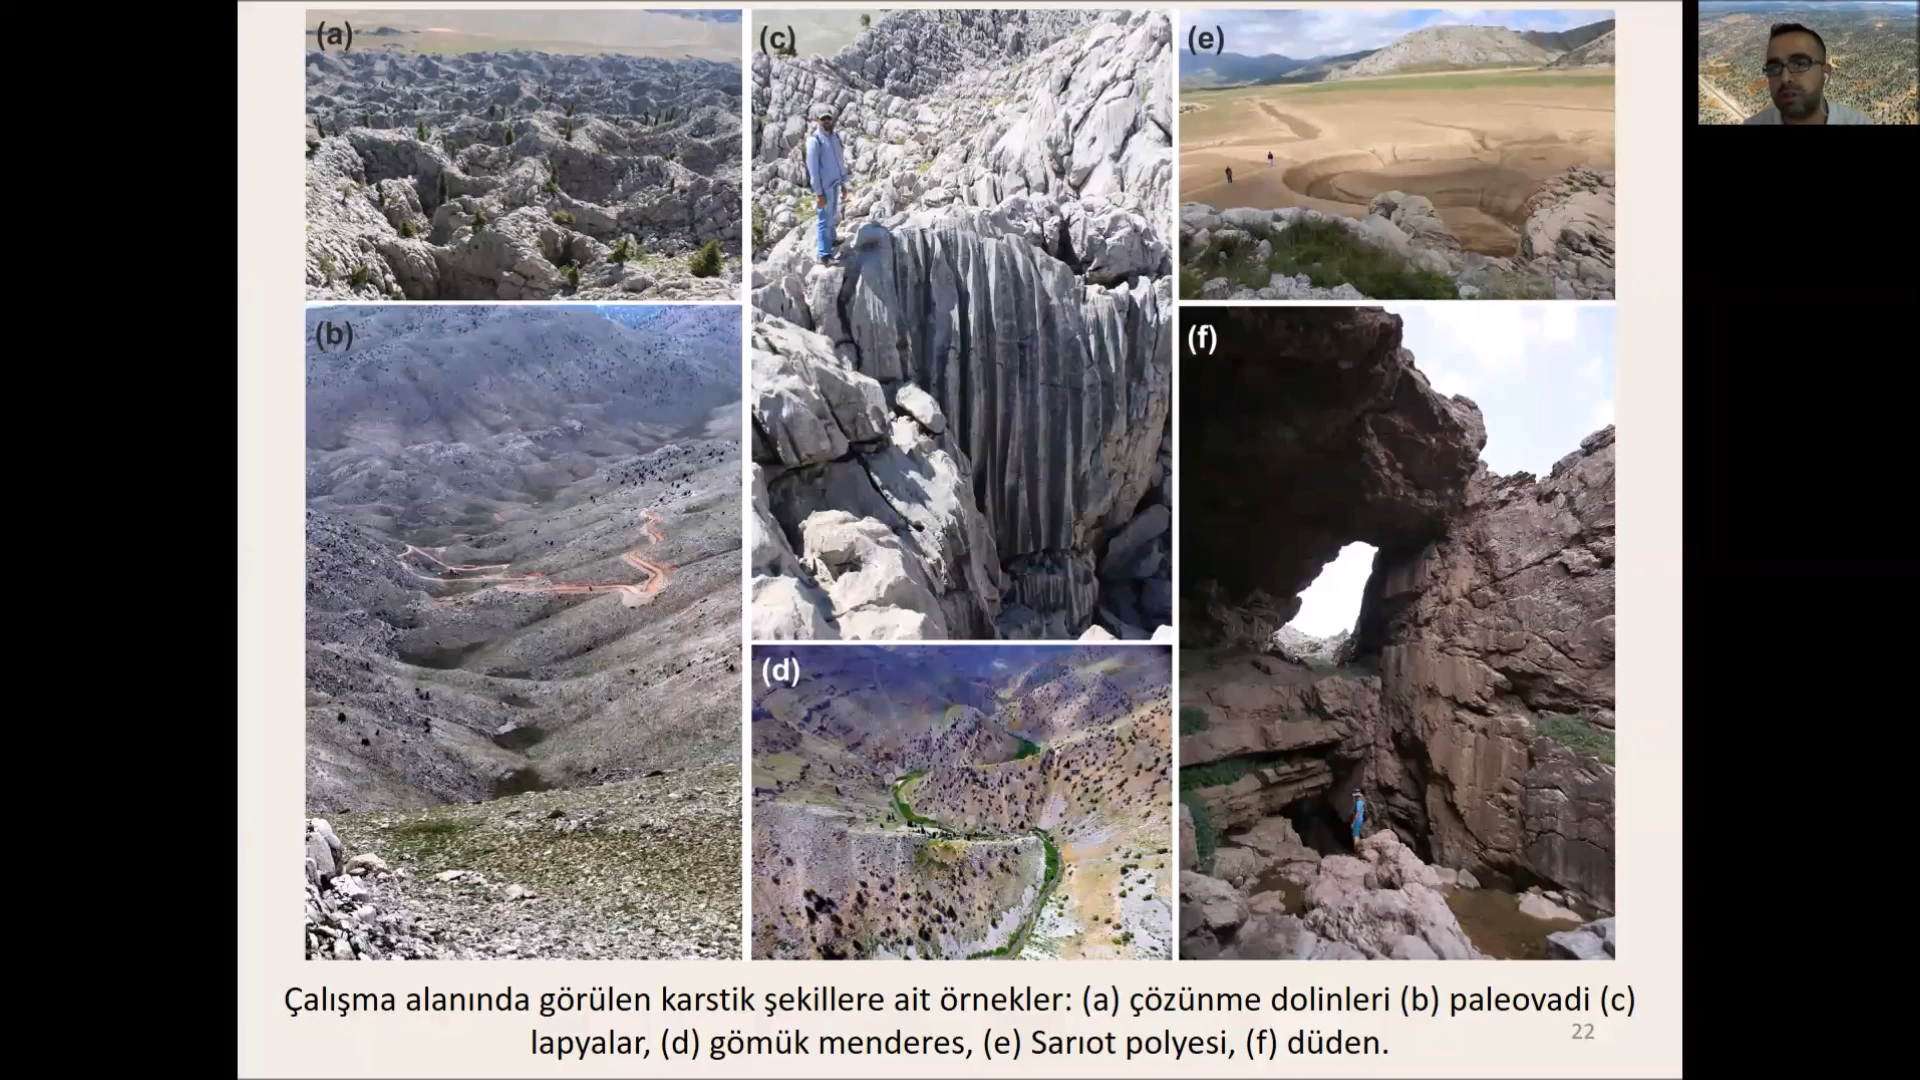 (a)
(b)
(c)
(d)
(e)
(f)
Çalışma alanında görülen karstik şekillere ait örnekler: (a) çözünme dolinleri (b) paleovadi (c)
lapyalar, (d) gömük menderes, (e) Sarıot polyesi, (f) düden.
22